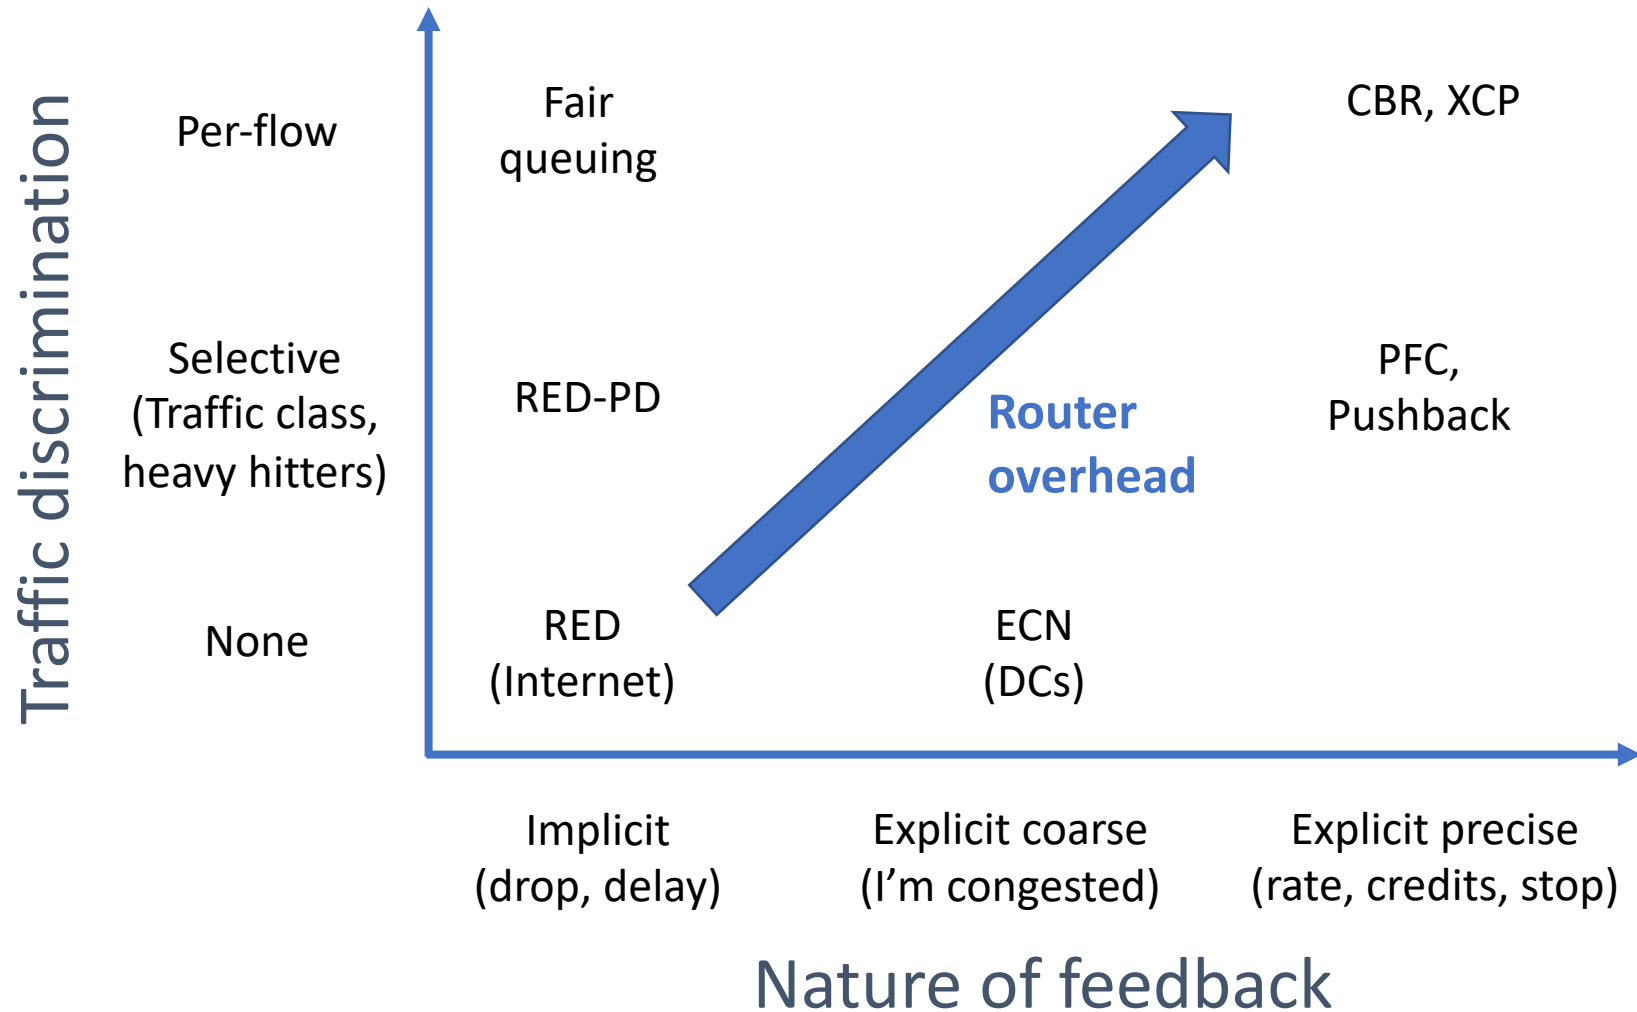 Traffic discrimination
Per-flow
Fair
queuing
CBR, XCP
Selective
(Traffic class,
heavy hitters)
RED-PD
Router
overhead
PFC,
Pushback
None
RED
(Internet)
ECN
(DCs)
Implicit
(drop, delay)
Explicit coarse
(I’m congested)
Explicit precise
(rate, credits, stop)
Nature of feedback